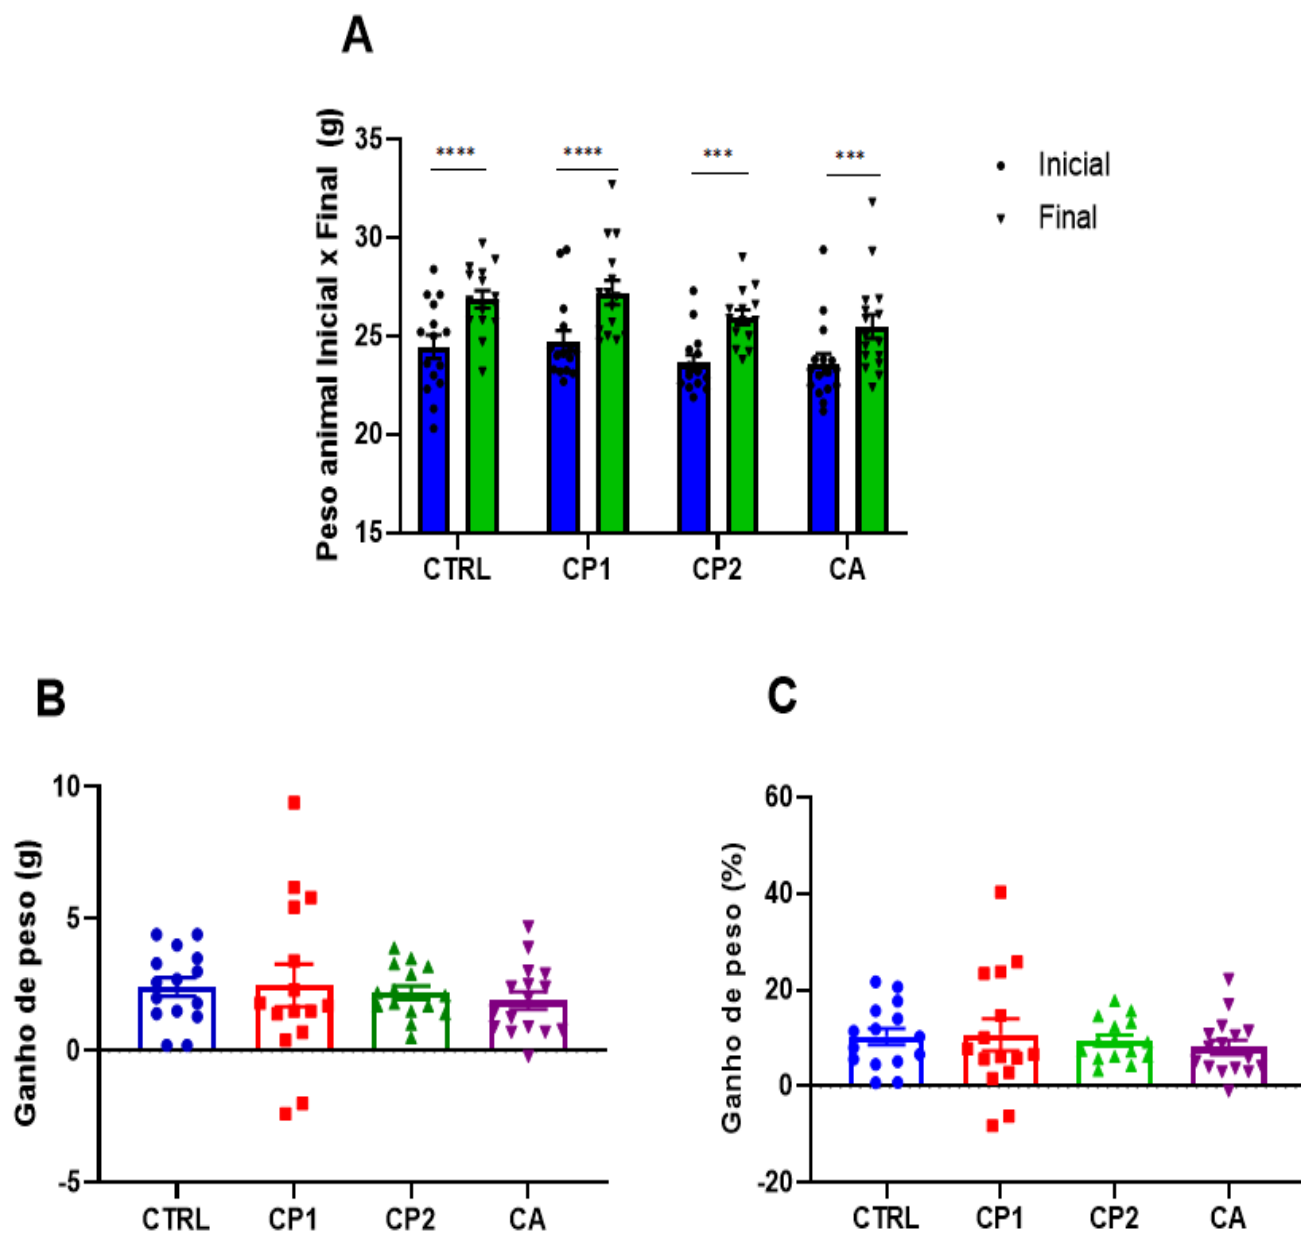 A
Peso animal Inicial x Final (g)
35
30
25
20
15
****
****
***
***
CTRL
CP1
CP2
CA
Inicial
Final
B
Ganho de peso (g)
10
5
0
-5
CTRL
CP1
CP2
CA
C
Ganho de peso (%)
60
40
20
0
-20
CTRL
CP1
CP2
CA